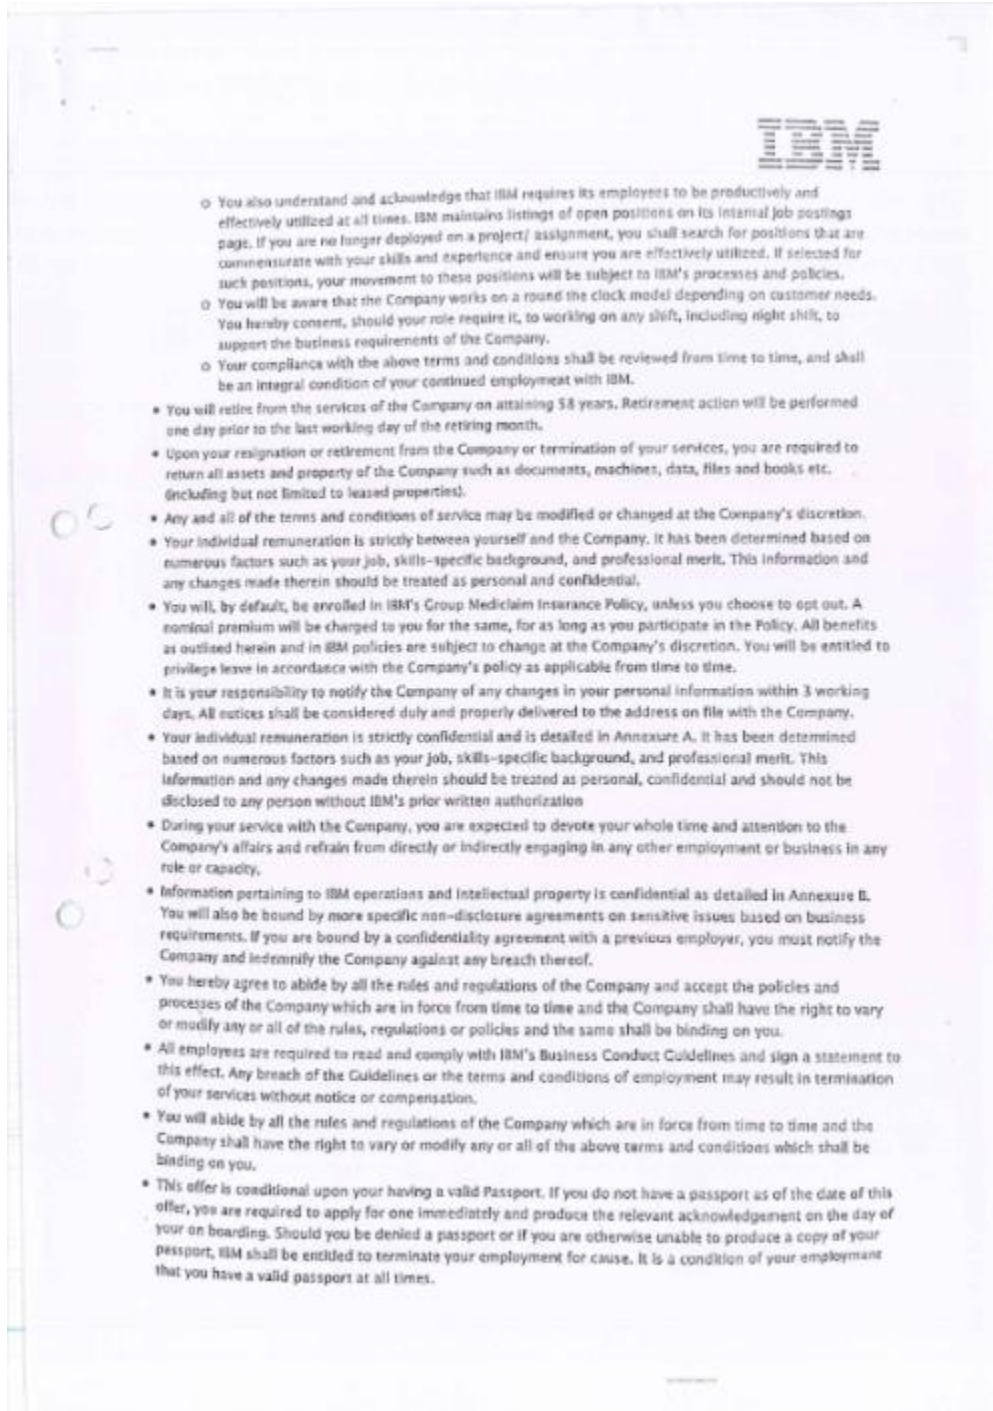 IBM
o You also understand and acknowledge that IBM requires its employees to be productively and
effectively utilized at all times. IBM maintains listings of open positions on its internal job postings
page. If you are no longer deployed on a project/ assignment, you shall search for positions that are
commensurate with your skills and experience and ensure you are effectively utilized. If selected for
such positions, your movement to these positions will be subject to IBM's processes and policies.
o You will be aware that the Company works on a round the clock model depending on customer needs.
You hereby consent, should your role require it, to working on any shift, including night shift, to
support the business requirements of the Company.
o Your compliance with the above terms and conditions shall be reviewed from time to time, and shall
be an integral condition of your continued employment with IBM.
• You will retire from the services of the Company on attaining 58 years. Retirement action will be performed
one day prior to the last working day of the retiring month.
• Upon your resignation or retirement from the Company or termination of your services, you are required to
return all assets and property of the Company such as documents, machines, data, files and books etc.
(including but not limited to leased properties).
• Any and all of the terms and conditions of service may be modified or changed at the Company's discretion.
• Your individual remuneration is strictly between yourself and the Company. It has been determined based on
numerous factors such as your job, skills-specific background, and professional merit. This information and
any changes made therein should be treated as personal and confidential.
• You will, by default, be enrolled in IBM's Group Mediclaim Insurance Policy, unless you choose to opt out. A
nominal premium will be charged to you for the same, for as long as you participate in the Policy. All benefits
as outlined herein and in IBM policies are subject to change at the Company's discretion. You will be entitled to
privilege leave in accordance with the Company's policy as applicable from time to time.
• It is your responsibility to notify the Company of any changes in your personal information within 3 working
days. All notices shall be considered duly and properly delivered to the address on file with the Company.
• Your individual remuneration is strictly confidential and is detailed in Annexure A. It has been determined
based on numerous factors such as your job, skills-specific background, and professional merit. This
information and any changes made therein should be treated as personal, confidential and should not be
disclosed to any person without IBM's prior written authorization
• During your service with the Company, you are expected to devote your whole time and attention to the
Company's affairs and refrain from directly or indirectly engaging in any other employment or business in any
role or capacity.
• Information pertaining to IBM operations and intellectual property is confidential as detailed in Annexure B.
You will also be bound by more specific non-disclosure agreements on sensitive issues based on business
requirements. If you are bound by a confidentiality agreement with a previous employer, you must notify the
Company and indemnify the Company against any breach thereof.
• You hereby agree to abide by all the rules and regulations of the Company and accept the policies and
processes of the Company which are in force from time to time and the Company shall have the right to vary
or modify any or all of the rules, regulations or policies and the same shall be binding on you.
• All employees are required to read and comply with IBM's Business Conduct Guidelines and sign a statement to
this effect. Any breach of the Guidelines or the terms and conditions of employment may result in termination
of your services without notice or compensation.
• You will abide by all the rules and regulations of the Company which are in force from time to time and the
Company shall have the right to vary or modify any or all of the above terms and conditions which shall be
binding on you.
• This offer is conditional upon your having a valid Passport. If you do not have a passport as of the date of this
offer, you are required to apply for one immediately and produce the relevant acknowledgement on the day of
your on boarding. Should you be denied a passport or if you are otherwise unable to produce a copy of your
passport, IBM shall be entitled to terminate your employment for cause. It is a condition of your employment
that you have a valid passport at all times.